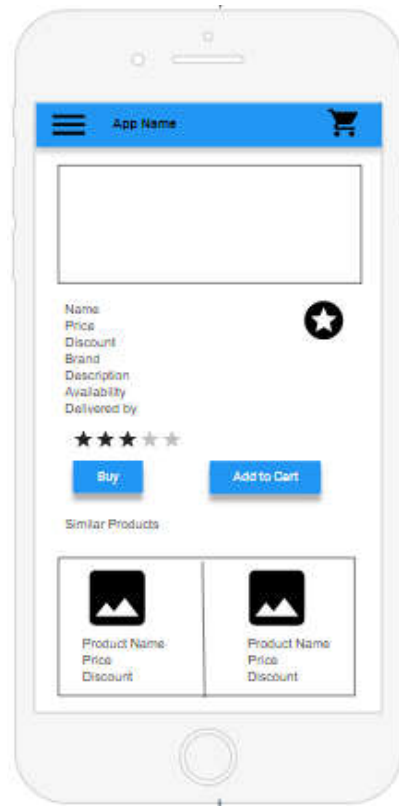 App Name
Name
Price
Discount
Brand
Description
Availability
Delivered by
Buy
Add to Cart
Similar Products
Product Name
Price
Discount
Product Name
Price
Discount